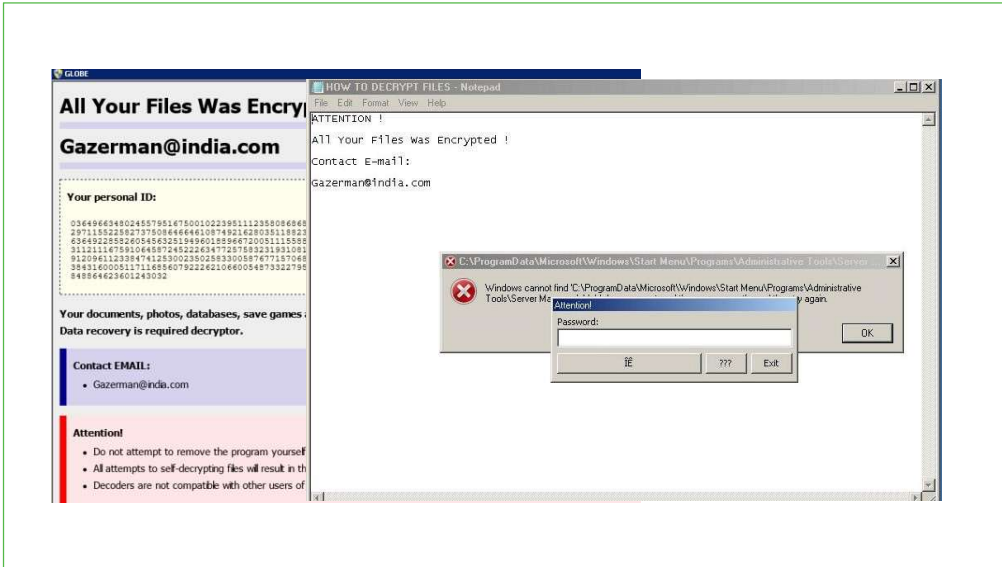 GLOBE
All Your Files Was Encry
Gazerman@india.com
Your personal ID:
Your documents, photos, databases, save games
Data recovery is required decryptor.
Contact EMAIL:
• Gazerman@india.com
Attention!
• Do not attempt to remove the program yourself
• All attempts to self-decrypting files will result in th
• Decoders are not compatible with other users of
HOW TO DECRYPT FILES - Notepad
File Edit Format View Help
ATTENTION !
All Your Files Was Encrypted !
Contact E-mail:
Gazerman@india.com
C:\ProgramData\Microsoft\Windows\Start Menu\Programs\Administrative Tools\Server ...
Windows cannot find 'C:\ProgramData\Microsoft\Windows\Start Menu\Programs\Administrative
Tools\Server Ma again.
OK
Attention!
Password:
??? Exit